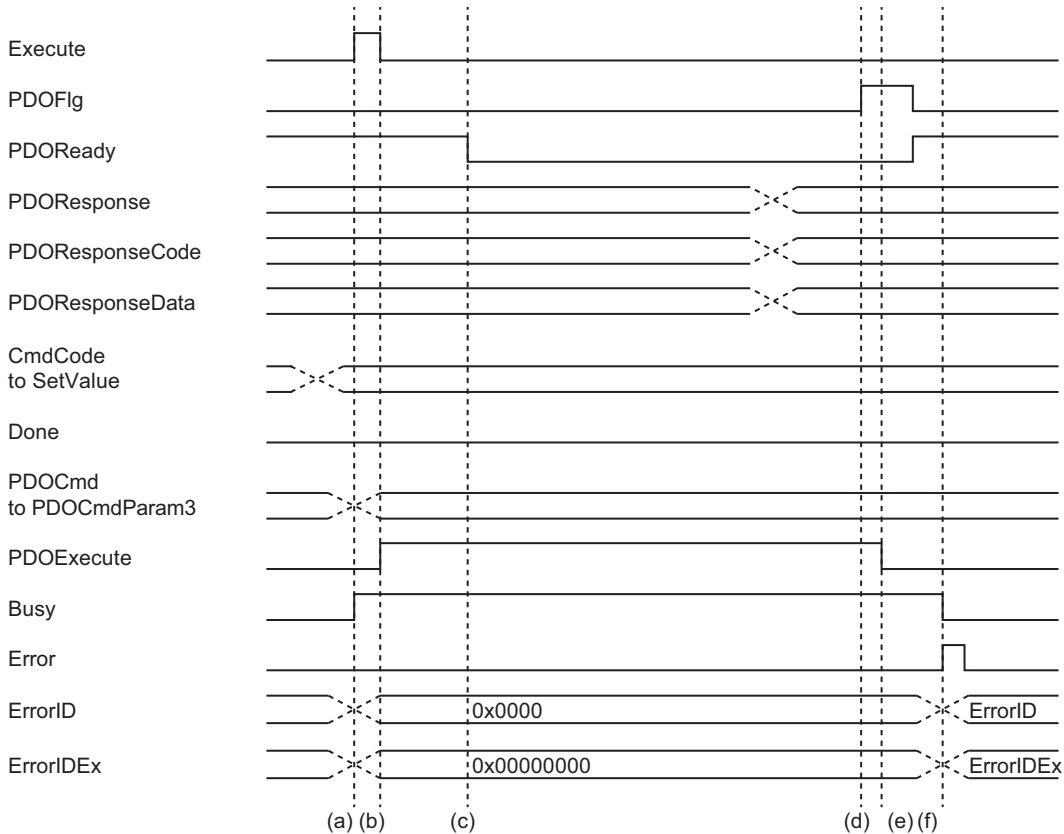 Execute
PDOFlg
PDOReady
PDOResponse
PDOResponseCode
PDOResponseData
CmdCode
to SetValue
Done
PDOCmd
to PDOCmdParam3
PDOExecute
Busy
Error
ErrorID 0x0000 ErrorID
ErrorIDEx 0x00000000 ErrorIDEx
(a) (b) (c) (d) (e) (f)